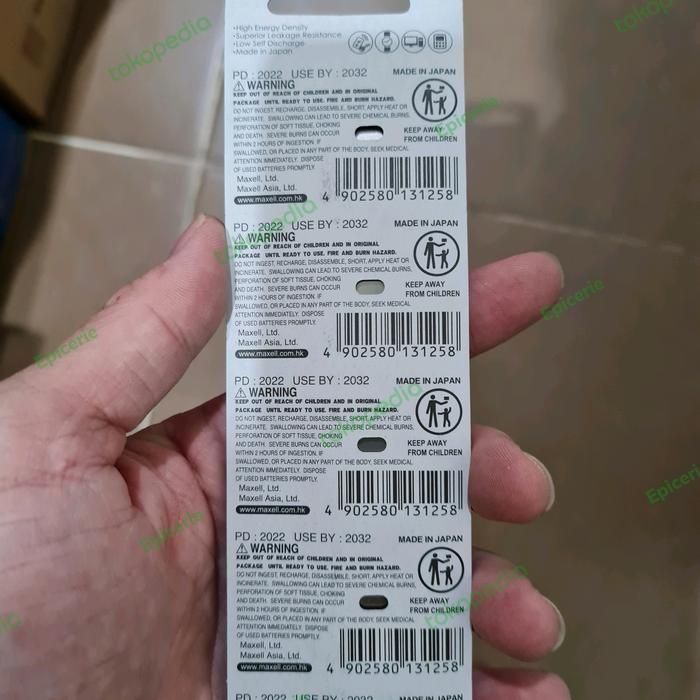 •High Energy Density
•Superior Leakage Resistance
•Low Self Discharge
•Made in Japan
PD : 2022 USE BY : 2032 MADE IN JAPAN
WARNING
KEEP OUT OF REACH OF CHILDREN AND IN ORIGINAL
PACKAGE UNTIL READY TO USE. FIRE AND BURN HAZARD.
DO NOT INGEST, RECHARGE, DISASSEMBLE, SHORT, APPLY HEAT OR
INCINERATE. SWALLOWING CAN LEAD TO SEVERE CHEMICAL BURNS,
PERFORATION OF SOFT TISSUE, CHOKING
AND DEATH. SEVERE BURNS CAN OCCUR
WITHIN 2 HOURS OF INGESTION. IF
SWALLOWED, OR PLACED IN ANY PART OF THE BODY, SEEK MEDICAL
ATTENTION IMMEDIATELY. DISPOSE
OF USED BATTERIES PROMPTLY.
KEEP AWAY
FROM CHILDREN
Maxell, Ltd.
Maxell Asia, Ltd.
www.maxell.com.hk
4 902580 131258
PD : 2022 USE BY : 2032 MADE IN JAPAN
WARNING
KEEP OUT OF REACH OF CHILDREN AND IN ORIGINAL
PACKAGE UNTIL READY TO USE. FIRE AND BURN HAZARD.
DO NOT INGEST, RECHARGE, DISASSEMBLE, SHORT, APPLY HEAT OR
INCINERATE. SWALLOWING CAN LEAD TO SEVERE CHEMICAL BURNS,
PERFORATION OF SOFT TISSUE, CHOKING
AND DEATH. SEVERE BURNS CAN OCCUR
WITHIN 2 HOURS OF INGESTION. IF
SWALLOWED, OR PLACED IN ANY PART OF THE BODY, SEEK MEDICAL
ATTENTION IMMEDIATELY. DISPOSE
OF USED BATTERIES PROMPTLY.
KEEP AWAY
FROM CHILDREN
Maxell, Ltd.
Maxell Asia, Ltd.
www.maxell.com.hk
4 902580 131258
PD : 2022 USE BY : 2032 MADE IN JAPAN
WARNING
KEEP OUT OF REACH OF CHILDREN AND IN ORIGINAL
PACKAGE UNTIL READY TO USE. FIRE AND BURN HAZARD.
DO NOT INGEST, RECHARGE, DISASSEMBLE, SHORT, APPLY HEAT OR
INCINERATE. SWALLOWING CAN LEAD TO SEVERE CHEMICAL BURNS,
PERFORATION OF SOFT TISSUE, CHOKING
AND DEATH. SEVERE BURNS CAN OCCUR
WITHIN 2 HOURS OF INGESTION. IF
SWALLOWED, OR PLACED IN ANY PART OF THE BODY, SEEK MEDICAL
ATTENTION IMMEDIATELY. DISPOSE
OF USED BATTERIES PROMPTLY.
KEEP AWAY
FROM CHILDREN
Maxell, Ltd.
Maxell Asia, Ltd.
www.maxell.com.hk
4 902580 131258
PD : 2022 USE BY : 2032 MADE IN JAPAN
WARNING
KEEP OUT OF REACH OF CHILDREN AND IN ORIGINAL
PACKAGE UNTIL READY TO USE. FIRE AND BURN HAZARD.
DO NOT INGEST, RECHARGE, DISASSEMBLE, SHORT, APPLY HEAT OR
INCINERATE. SWALLOWING CAN LEAD TO SEVERE CHEMICAL BURNS,
PERFORATION OF SOFT TISSUE, CHOKING
AND DEATH. SEVERE BURNS CAN OCCUR
WITHIN 2 HOURS OF INGESTION. IF
SWALLOWED, OR PLACED IN ANY PART OF THE BODY, SEEK MEDICAL
ATTENTION IMMEDIATELY. DISPOSE
OF USED BATTERIES PROMPTLY.
KEEP AWAY
FROM CHILDREN
Maxell, Ltd.
Maxell Asia, Ltd.
www.maxell.com.hk
4 902580 131258
PD : 2022 USE BY : 2032 MADE IN JAPAN
tokopedia
tokopedia
Epicerie
tokopedia
Epicerie
Epicerie
tokopedia
Epicerie
Epicerie
tokopedia
tokopedia
Epicerie